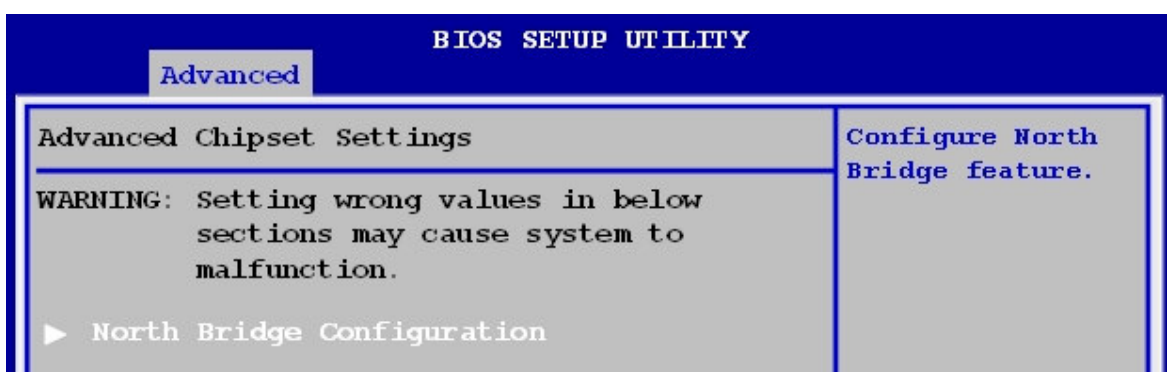 BIOS SETUP UTILITY
Advanced
Advanced Chipset Settings
WARNING: Setting wrong values in below
sections may cause system to
malfunction.
▶ North Bridge Configuration
Configure North
Bridge feature.